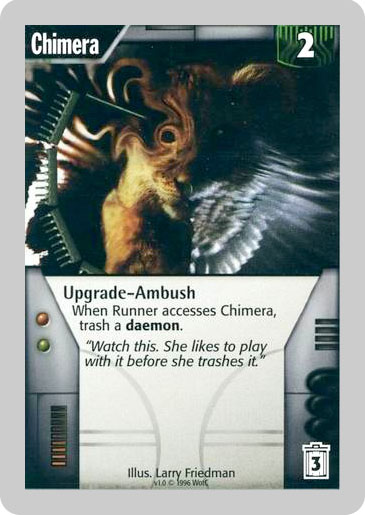 Chimera
2
Upgrade-Ambush
When Runner accesses Chimera,
trash a daemon.
"Watch this. She likes to play
with it before she trashes it."
3
Illus. Larry Friedman
v1.0 © 1996 WotC